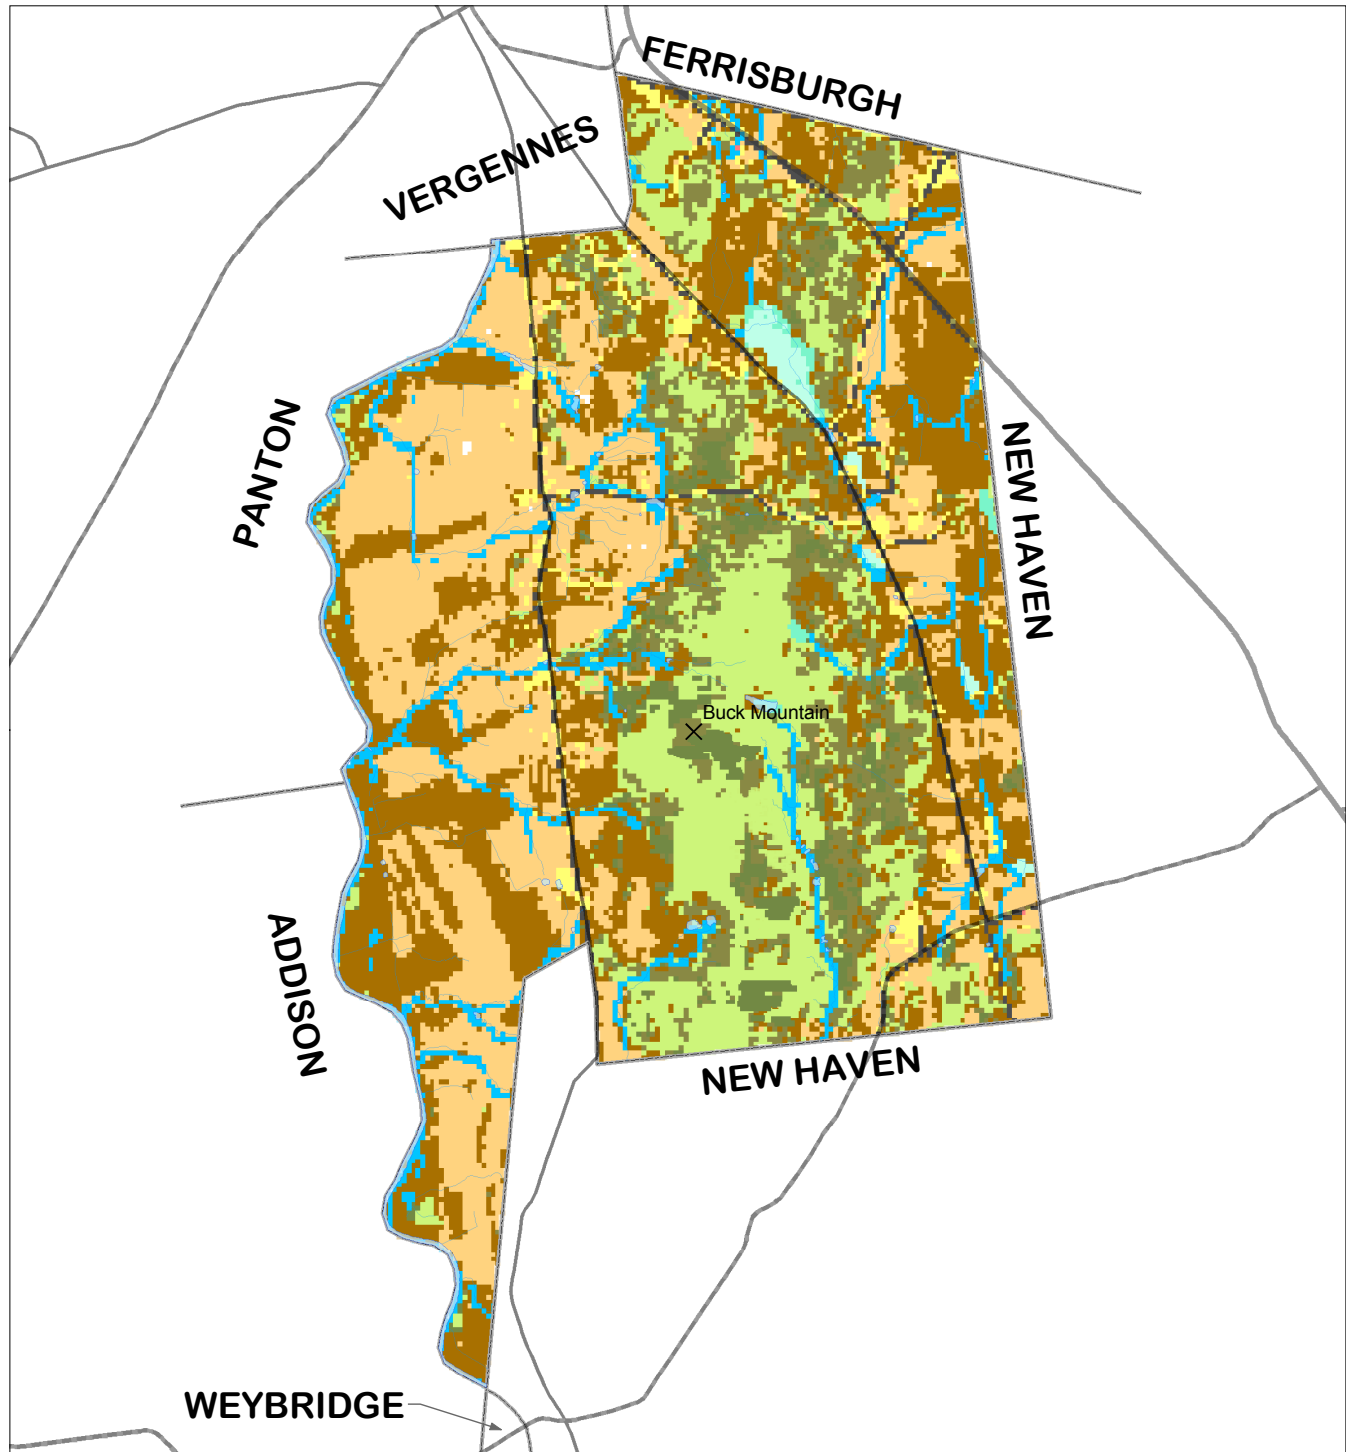 FERRISBURGH
VERGENNES
PANTON
NEW HAVEN
Buck Mountain
ADDISON
NEW HAVEN
WEYBRIDGE